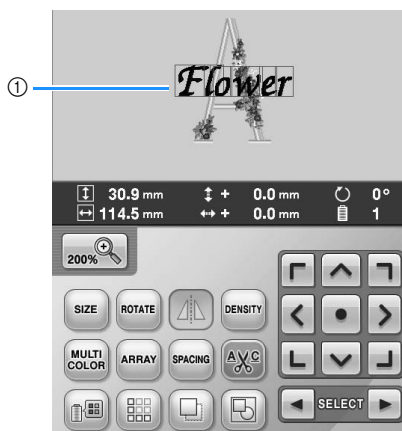 ①
A
Flower
30.9 mm + 0.0 mm 0°
114.5 mm + 0.0 mm 1
200%
SIZE ROTATE DENSITY
MULTI COLOR ARRAY SPACING A C
SELECT